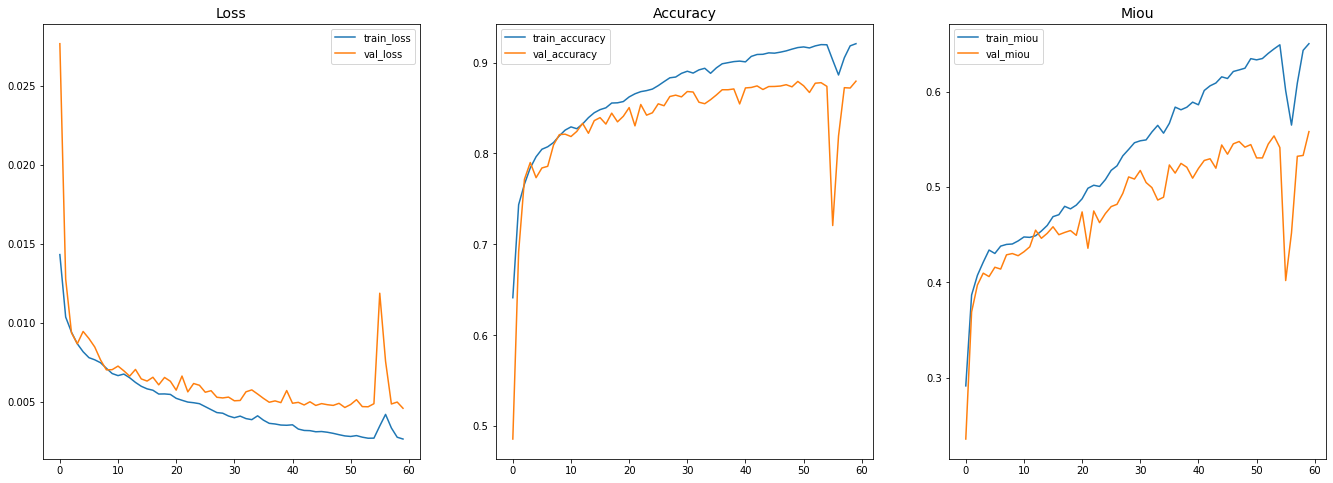 Loss
train_loss
val_loss
0.025
0.020
0.015
0.010
0.005
0 10 20 30 40 50 60
Accuracy
train_accuracy
val_accuracy
0.9
0.8
0.7
0.6
0.5
0 10 20 30 40 50 60
Miou
train_miou
val_miou
0.6
0.5
0.4
0.3
0 10 20 30 40 50 60